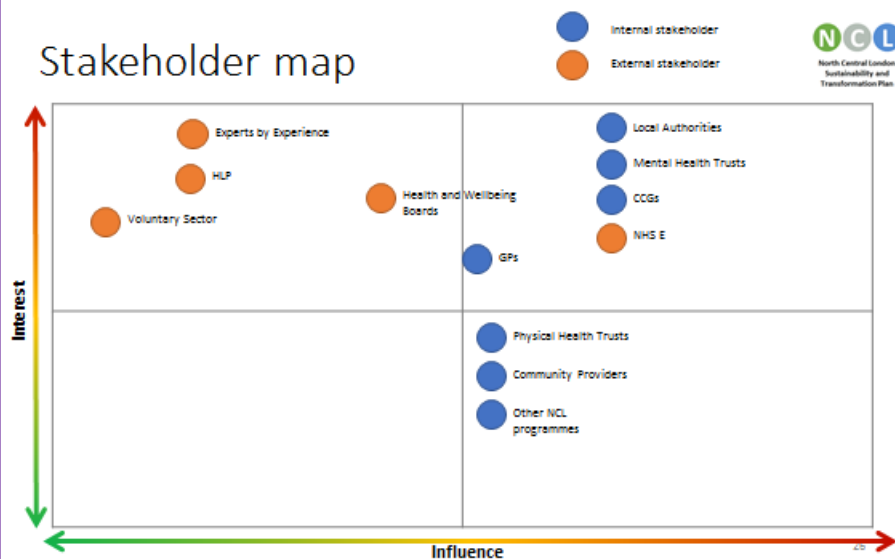 Stakeholder map
Internal stakeholder
External stakeholder
NCL
North Central London
Sustainability and
Transformation Plan
Experts by Experience
HLP
Voluntary Sector
Health and Wellbeing
Boards
Local Authorities
Mental Health Trusts
CCGs
NHS E
GPs
Physical Health Trusts
Community Providers
Other NCL
programmes
Interest
Influence